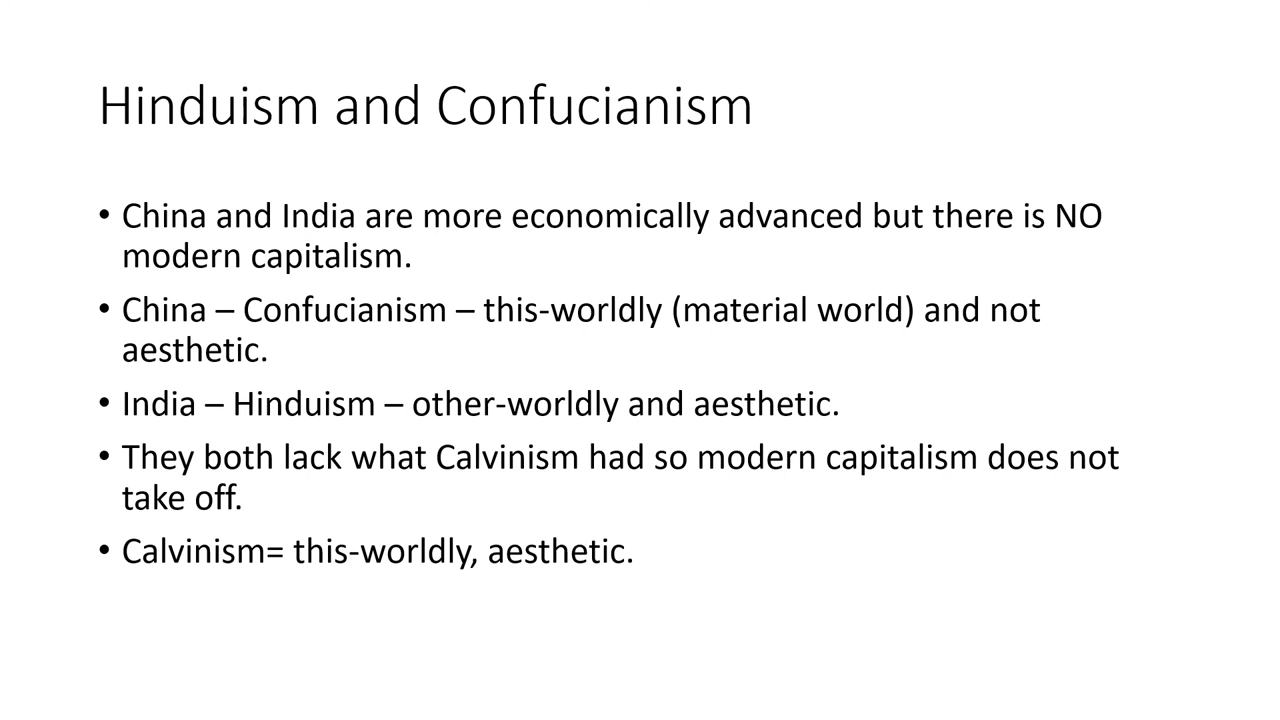 Hinduism and Confucianism
• China and India are more economically advanced but there is NO
modern capitalism.
• China – Confucianism – this-worldly (material world) and not
aesthetic.
• India – Hinduism – other-worldly and aesthetic.
• They both lack what Calvinism had so modern capitalism does not
take off.
• Calvinism= this-worldly, aesthetic.